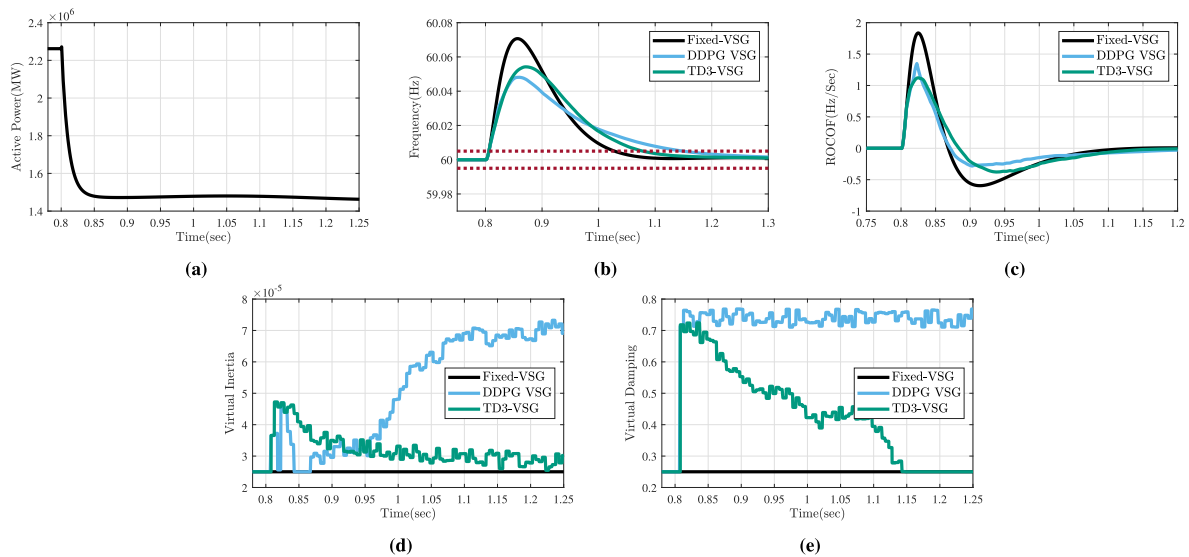 ×10⁶
2.4
2.2
2
1.8
1.6
1.4
Active Power(MW)
0.8 0.85 0.9 0.95 1 1.05 1.1 1.15 1.2 1.25
Time(sec)
(a)
60.08
60.06
60.04
60.02
60
59.98
Frequency(Hz)
Fixed-VSG
DDPG VSG
TD3-VSG
0.8 0.9 1 1.1 1.2 1.3
Time(sec)
(b)
2
1.5
1
0.5
0
-0.5
-1
ROCOF(Hz/Sec)
Fixed-VSG
DDPG VSG
TD3-VSG
0.75 0.8 0.85 0.9 0.95 1 1.05 1.1 1.15 1.2
Time(sec)
(c)
×10⁻⁵
8
7
6
5
4
3
2
Virtual Inertia
Fixed-VSG
DDPG VSG
TD3-VSG
0.8 0.85 0.9 0.95 1 1.05 1.1 1.15 1.2 1.25
Time(sec)
(d)
0.8
0.7
0.6
0.5
0.4
0.3
0.2
Virtual Damping
Fixed-VSG
DDPG VSG
TD3-VSG
0.8 0.85 0.9 0.95 1 1.05 1.1 1.15 1.2 1.25
Time(sec)
(e)